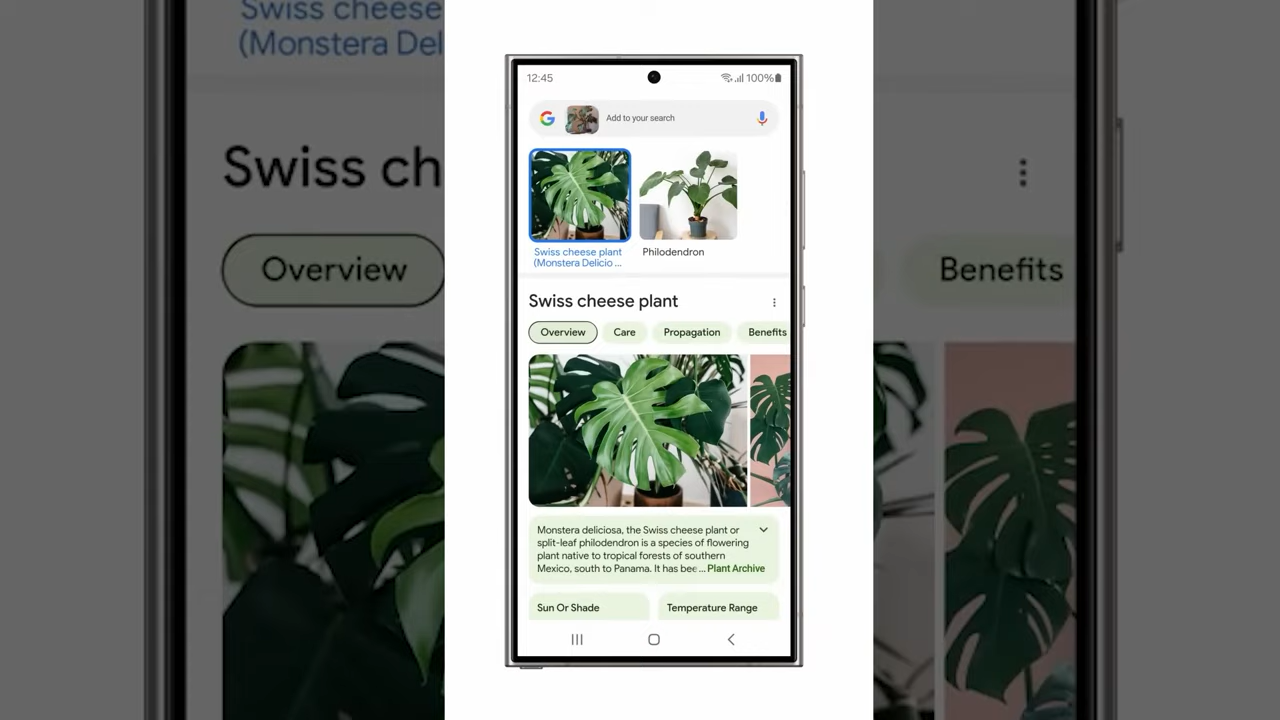 Swiss cheese
(Monstera Del
Swiss ch
Overview
Benefits
12:45
100%
Add to your search
Swiss cheese plant
(Monstera Delicio ...
Philodendron
Swiss cheese plant
Overview
Care
Propagation
Benefits
Monstera deliciosa, the Swiss cheese plant or
split-leaf philodendron is a species of flowering
plant native to tropical forests of southern
Mexico, south to Panama. It has bee... Plant Archive
Sun Or Shade
Temperature Range